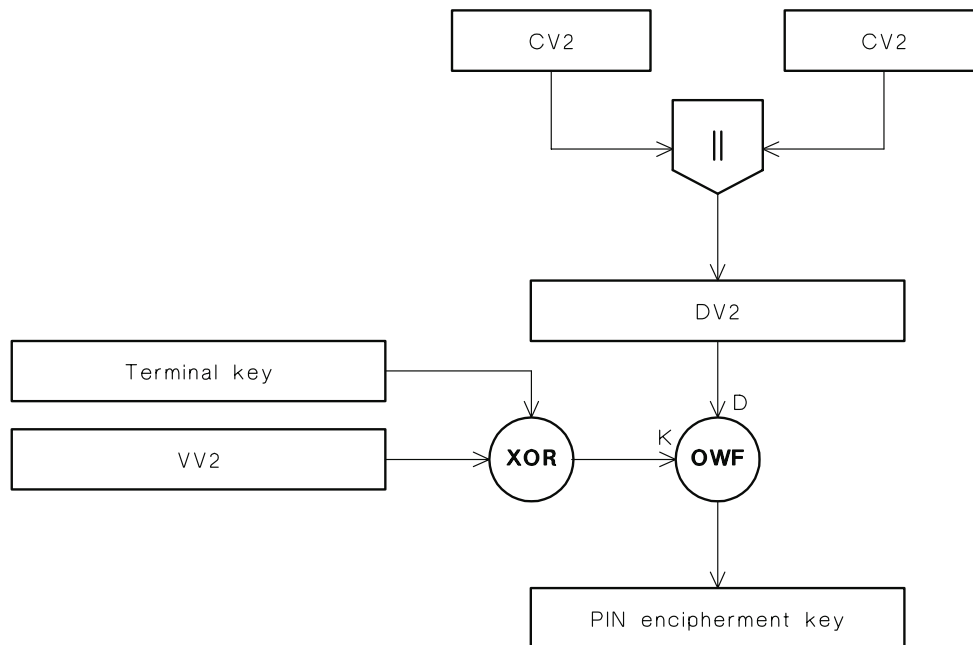 CV2
CV2
||
DV2
Terminal key
D
K
VV2
XOR
OWF
PIN encipherment key